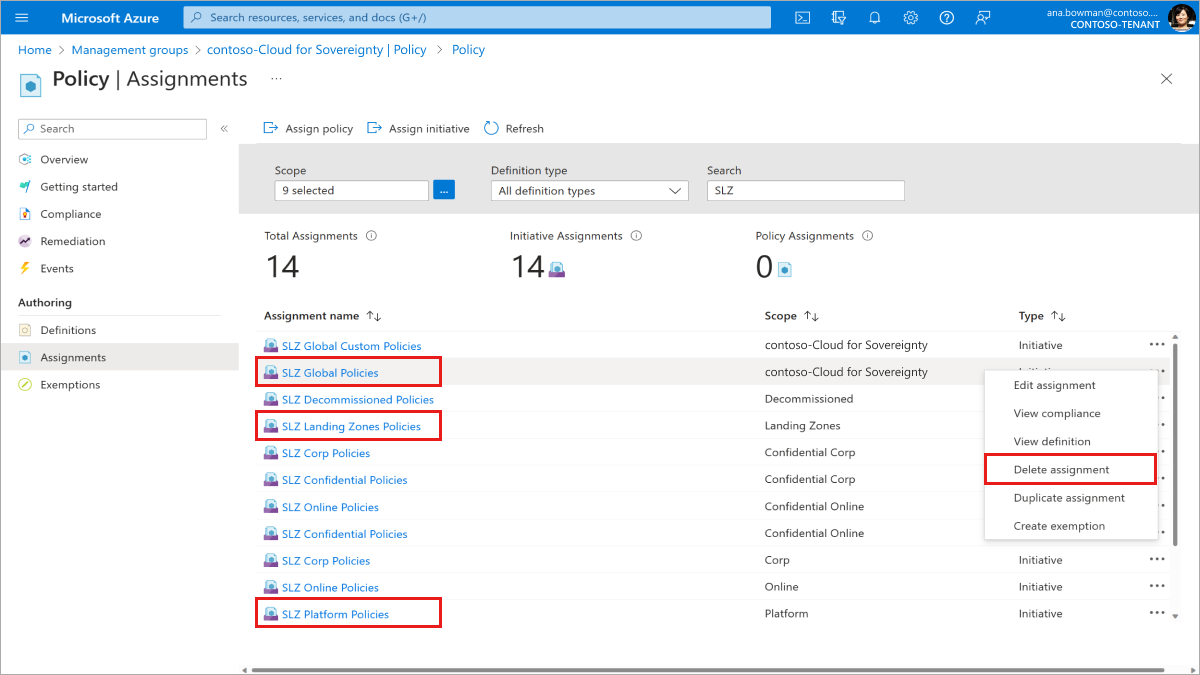 Microsoft Azure
Search resources, services, and docs (G+/)
ana.bowman@contoso....
CONTOSO-TENANT
Home > Management groups > contoso-Cloud for Sovereignty | Policy > Policy
Policy | Assignments ...
Search
«
Assign policy
Assign initiative
Refresh
Overview
Getting started
Compliance
Remediation
Events
Authoring
Definitions
Assignments
Exemptions
Scope
9 selected
...
Definition type
All definition types
Search
SLZ
Total Assignments
14
Initiative Assignments
14
Policy Assignments
0
Assignment name Scope Type
SLZ Global Custom Policies contoso-Cloud for Sovereignty Initiative
SLZ Global Policies contoso-Cloud for Sovereignty
SLZ Decommissioned Policies Decommissioned
SLZ Landing Zones Policies Landing Zones
SLZ Corp Policies Confidential Corp
SLZ Confidential Policies Confidential Corp
SLZ Online Policies Confidential Online
SLZ Confidential Policies Confidential Online
SLZ Corp Policies Corp Initiative
SLZ Online Policies Online Initiative
SLZ Platform Policies Platform Initiative
Edit assignment
View compliance
View definition
Delete assignment
Duplicate assignment
Create exemption